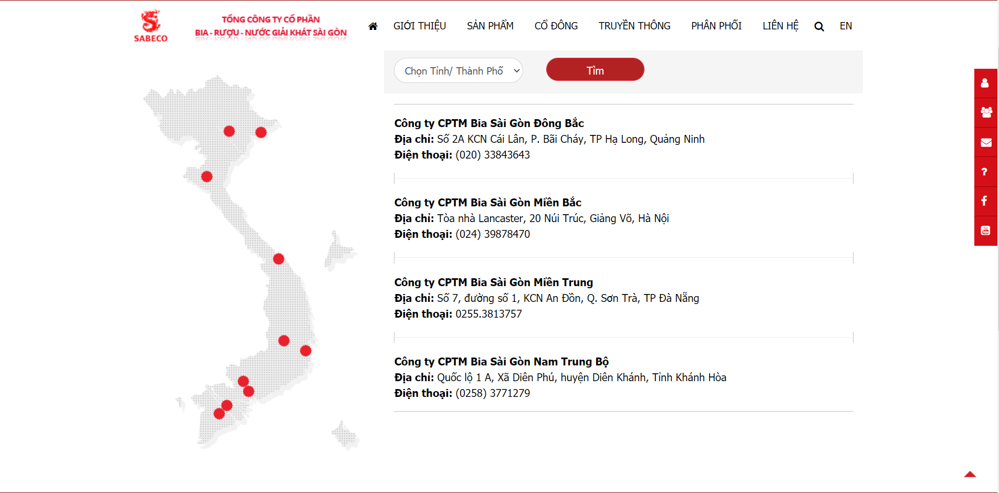 SABECO
TỔNG CÔNG TY CỔ PHẦN
BIA - RƯỢU - NƯỚC GIẢI KHÁT SÀI GÒN
GIỚI THIỆU SẢN PHẨM CỔ ĐÔNG TRUYỀN THÔNG PHÂN PHỐI LIÊN HỆ EN
Chọn Tỉnh/ Thành Phố Tìm
Công ty CPTM Bia Sài Gòn Đông Bắc
Địa chỉ: Số 2A KCN Cái Lân, P. Bãi Cháy, TP Hạ Long, Quảng Ninh
Điện thoại: (020) 33843643
Công ty CPTM Bia Sài Gòn Miền Bắc
Địa chỉ: Tòa nhà Lancaster, 20 Núi Trúc, Giảng Võ, Hà Nội
Điện thoại: (024) 39878470
Công ty CPTM Bia Sài Gòn Miền Trung
Địa chỉ: Số 7, đường số 1, KCN An Đồn, Q. Sơn Trà, TP Đà Nẵng
Điện thoại: 0255.3813757
Công ty CPTM Bia Sài Gòn Nam Trung Bộ
Địa chỉ: Quốc lộ 1 A, Xã Diên Phú, huyện Diên Khánh, Tỉnh Khánh Hòa
Điện thoại: (0258) 3771279